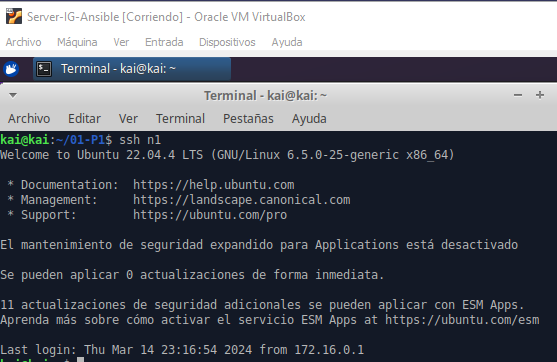 Server-IG-Ansible [Corriendo] - Oracle VM VirtualBox
Archivo Máquina Ver Entrada Dispositivos Ayuda
Terminal - kai@kai: ~
Terminal - kai@kai: ~
Archivo Editar Ver Terminal Pestañas Ayuda
kai@kai:~/01-P1$ ssh n1
Welcome to Ubuntu 22.04.4 LTS (GNU/Linux 6.5.0-25-generic x86_64)
* Documentation: https://help.ubuntu.com
* Management: https://landscape.canonical.com
* Support: https://ubuntu.com/pro
El mantenimiento de seguridad expandido para Applications está desactivado
Se pueden aplicar 0 actualizaciones de forma inmediata.
11 actualizaciones de seguridad adicionales se pueden aplicar con ESM Apps.
Aprenda más sobre cómo activar el servicio ESM Apps at https://ubuntu.com/esm
Last login: Thu Mar 14 23:16:54 2024 from 172.16.0.1